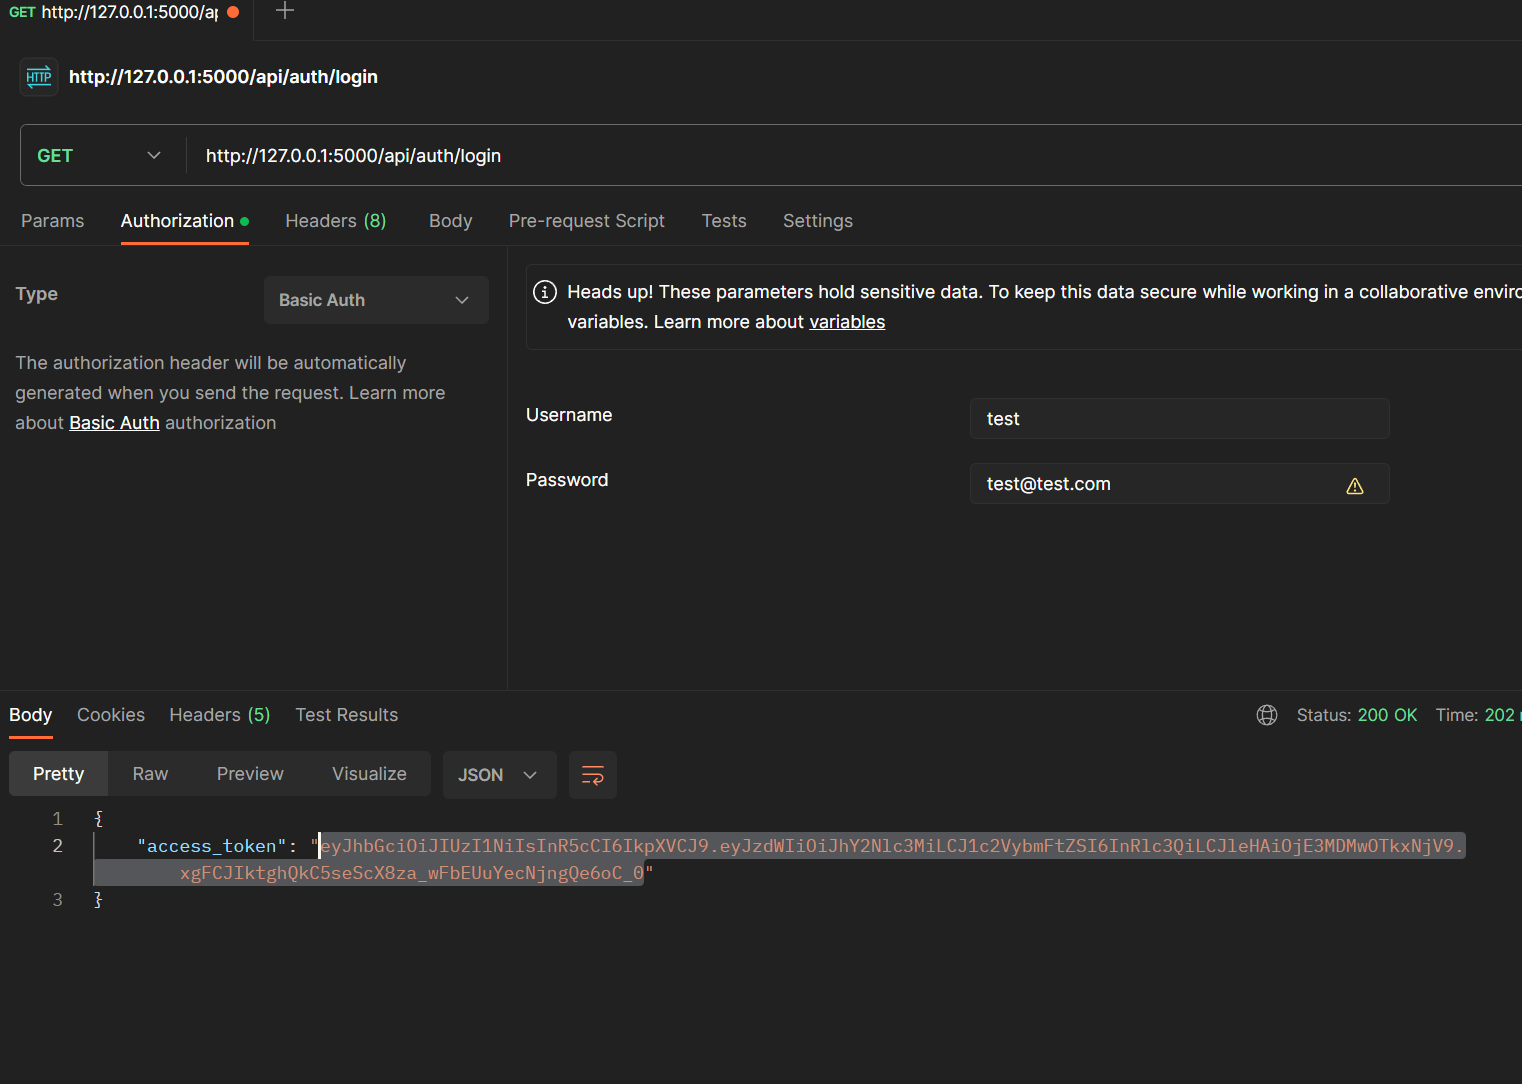 GET http://127.0.0.1:5000/ap
HTTP http://127.0.0.1:5000/api/auth/login
GET http://127.0.0.1:5000/api/auth/login
Params Authorization Headers (8) Body Pre-request Script Tests Settings
Type Basic Auth
The authorization header will be automatically
generated when you send the request. Learn more
about Basic Auth authorization
Heads up! These parameters hold sensitive data. To keep this data secure while working in a collaborative enviro
variables. Learn more about variables
Username test
Password test@test.com
Body Cookies Headers (5) Test Results Status: 200 OK Time: 202
Pretty Raw Preview Visualize JSON
1 {
2 "access_token": "eyJhbGciOiJIUzI1NiIsInR5cCI6IkpXVCJ9.eyJzdWIiOiJhY2Nlc3MiLCJ1c2VybmFtZSI6InRlc3QiLCJleHAiOjE3MDMwOTkxNjV9.
xgFCJIktghQkC5seScX8za_wFbEUuYecNjngQe6oC_0"
3 }